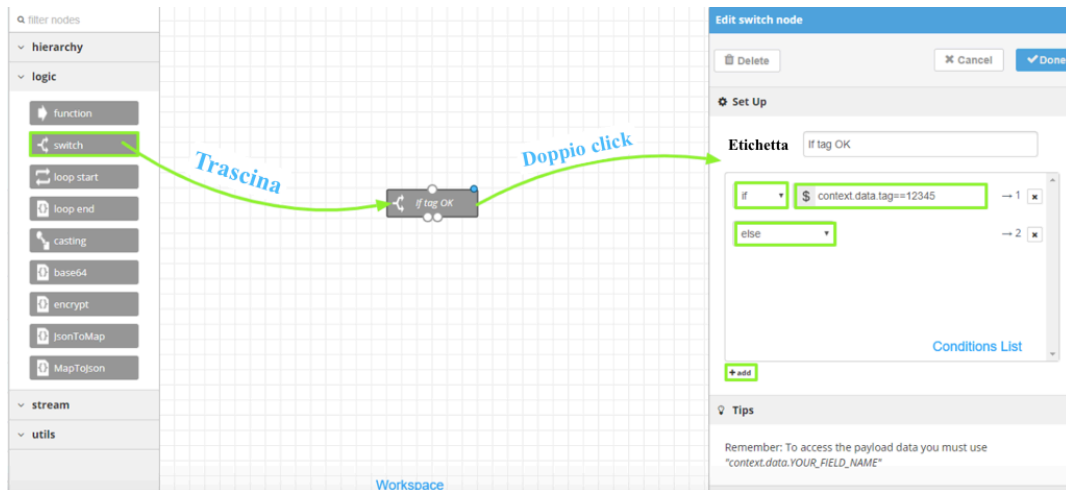 filter nodes
hierarchy
logic
function
switch
loop start
loop end
casting
base64
encrypt
JsonToMap
MapToJson
stream
utils
Trascina
If tag OK
Doppio click
Workspace
Edit switch node
Delete
Cancel
Done
Set Up
Etichetta
If tag OK
if $ context.data.tag==12345 → 1 x
else → 2 x
Conditions List
+ add
Tips
Remember: To access the payload data you must use
"context.data.YOUR_FIELD_NAME"